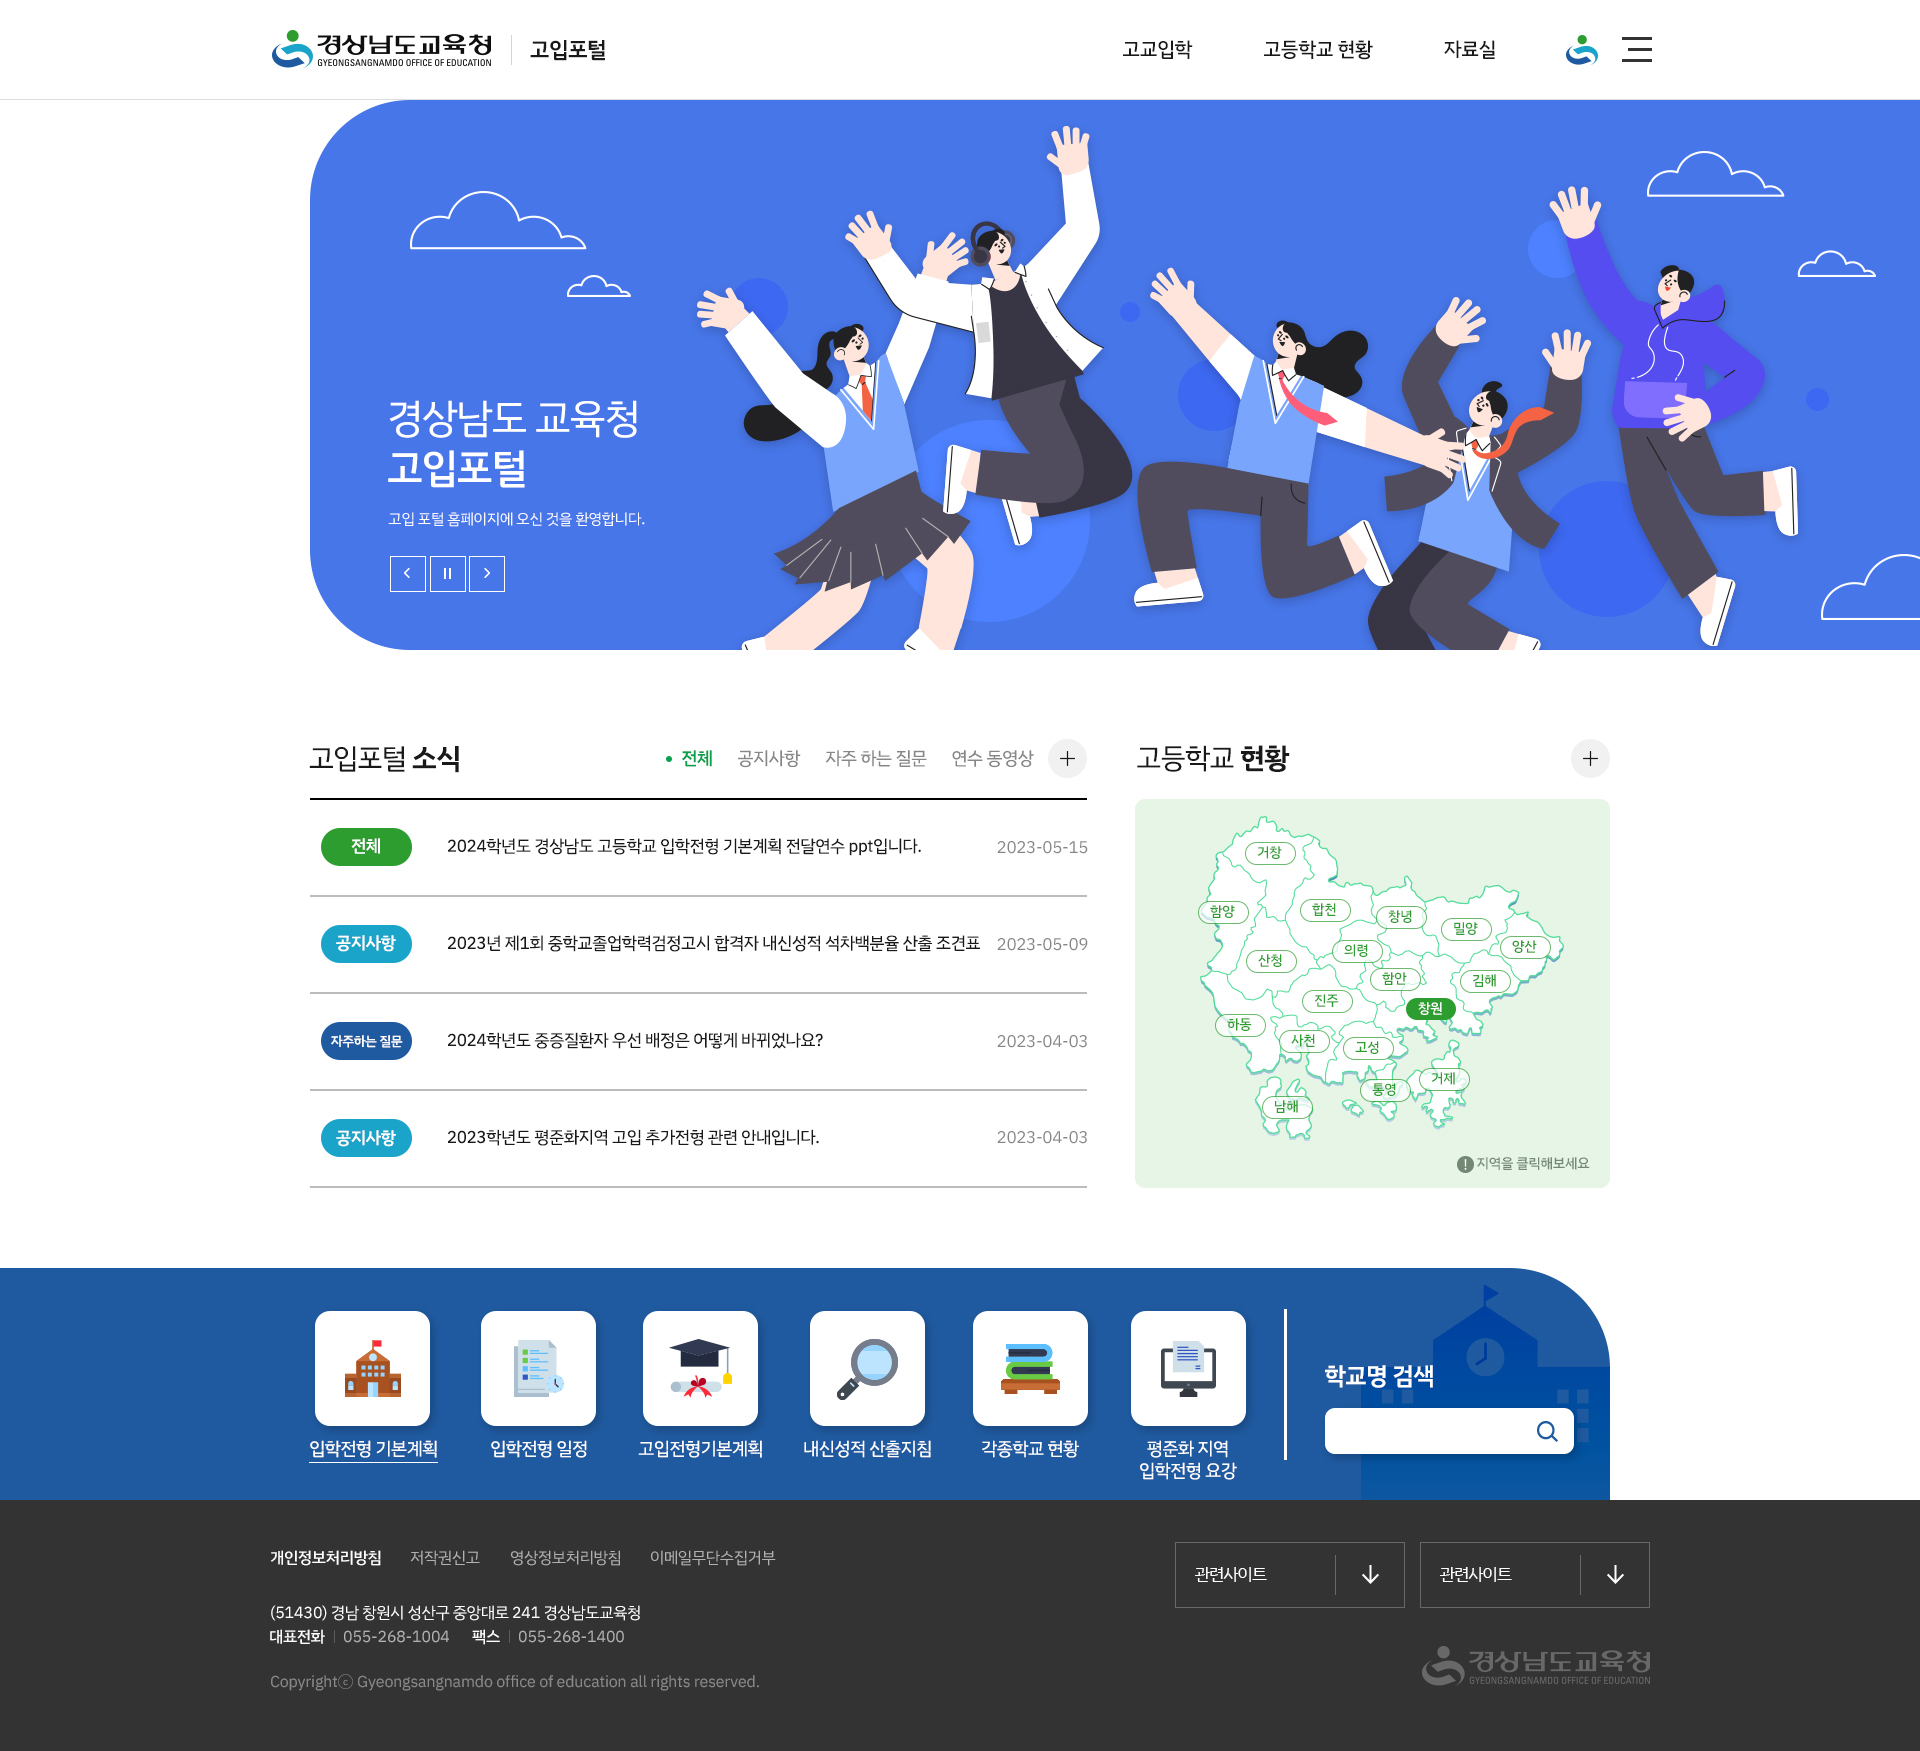 경상남도교육청
GYEONGSANGNAMDO OFFICE OF EDUCATION
고입포털
고교입학
고등학교 현황
자료실
경상남도 교육청
고입포털
고입 포털 홈페이지에 오신 것을 환영합니다.
고입포털 소식
전체
공지사항
자주 하는 질문
연수 동영상
전체
2024학년도 경상남도 고등학교 입학전형 기본계획 전달연수 ppt입니다.
2023-05-15
공지사항
2023년 제1회 중학교졸업학력검정고시 합격자 내신성적 석차백분율 산출 조견표
2023-05-09
자주하는 질문
2024학년도 중증질환자 우선 배정은 어떻게 바뀌었나요?
2023-04-03
공지사항
2023학년도 평준화지역 고입 추가전형 관련 안내입니다.
2023-04-03
고등학교 현황
거창
함양
합천
창녕
밀양
양산
의령
산청
함안
김해
진주
창원
하동
사천
고성
거제
통영
남해
지역을 클릭해보세요
입학전형 기본계획
입학전형 일정
고입전형기본계획
내신성적 산출지침
각종학교 현황
평준화 지역
입학전형 요강
학교명 검색
개인정보처리방침
저작권신고
영상정보처리방침
이메일무단수집거부
(51430) 경남 창원시 성산구 중앙대로 241 경상남도교육청
대표전화 055-268-1004 팩스 055-268-1400
Copyrightⓒ Gyeongsangnamdo office of education all rights reserved.
관련사이트
관련사이트
경상남도교육청
GYEONGSANGNAMDO OFFICE OF EDUCATION